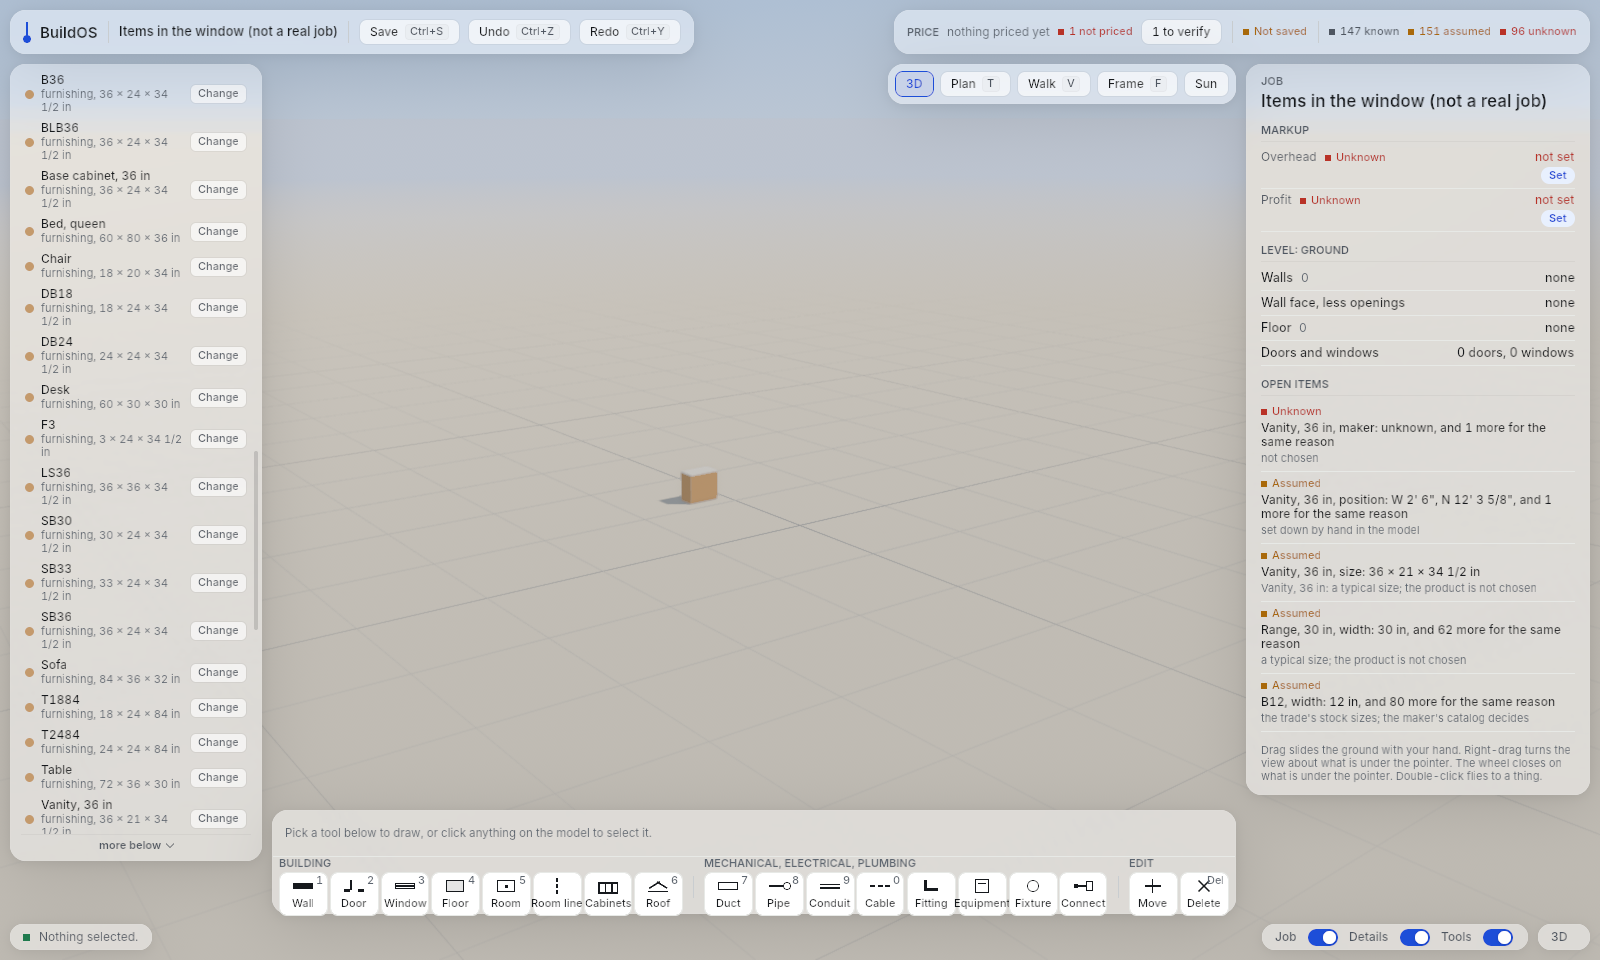 BuildOS
Items in the window (not a real job)
Save Ctrl+S
Undo Ctrl+Z
Redo Ctrl+Y
PRICE nothing priced yet 1 not priced 1 to verify Not saved 147 known 151 assumed 96 unknown
3D
Plan T
Walk V
Frame F
Sun
B36
furnishing, 36 × 24 × 34
1/2 in
Change
BLB36
furnishing, 36 × 24 × 34
1/2 in
Change
Base cabinet, 36 in
furnishing, 36 × 24 × 34
1/2 in
Change
Bed, queen
furnishing, 60 × 80 × 36 in
Change
Chair
furnishing, 18 × 20 × 34 in
Change
DB18
furnishing, 18 × 24 × 34
1/2 in
Change
DB24
furnishing, 24 × 24 × 34
1/2 in
Change
Desk
furnishing, 60 × 30 × 30 in
Change
F3
furnishing, 3 × 24 × 34 1/2
in
Change
LS36
furnishing, 36 × 36 × 34
1/2 in
Change
SB30
furnishing, 30 × 24 × 34
1/2 in
Change
SB33
furnishing, 33 × 24 × 34
1/2 in
Change
SB36
furnishing, 36 × 24 × 34
1/2 in
Change
Sofa
furnishing, 84 × 36 × 32 in
Change
T1884
furnishing, 18 × 24 × 84 in
Change
T2484
furnishing, 24 × 24 × 84 in
Change
Table
furnishing, 72 × 36 × 30 in
Change
Vanity, 36 in
furnishing, 36 × 21 × 34
1/2 in
Change
more below
Nothing selected.
Pick a tool below to draw, or click anything on the model to select it.
BUILDING
1 Wall
2 Door
3 Window
4 Floor
5 Room
Room line
Cabinets
6 Roof
MECHANICAL, ELECTRICAL, PLUMBING
7 Duct
8 Pipe
9 Conduit
0 Cable
Fitting
Equipment
Fixture
Connect
EDIT
Move
Del Delete
JOB
Items in the window (not a real job)
MARKUP
Overhead Unknown not set
Set
Profit Unknown not set
Set
LEVEL: GROUND
Walls 0 none
Wall face, less openings none
Floor 0 none
Doors and windows 0 doors, 0 windows
OPEN ITEMS
Unknown
Vanity, 36 in, maker: unknown, and 1 more for the
same reason
not chosen
Assumed
Vanity, 36 in, position: W 2' 6", N 12' 3 5/8", and 1
more for the same reason
set down by hand in the model
Assumed
Vanity, 36 in, size: 36 × 21 × 34 1/2 in
Vanity, 36 in: a typical size; the product is not chosen
Assumed
Range, 30 in, width: 30 in, and 62 more for the same
reason
a typical size; the product is not chosen
Assumed
B12, width: 12 in, and 80 more for the same reason
the trade's stock sizes; the maker's catalog decides
Drag slides the ground with your hand. Right-drag turns the
view about what is under the pointer. The wheel closes on
what is under the pointer. Double-click flies to a thing.
Job
Details
Tools
3D